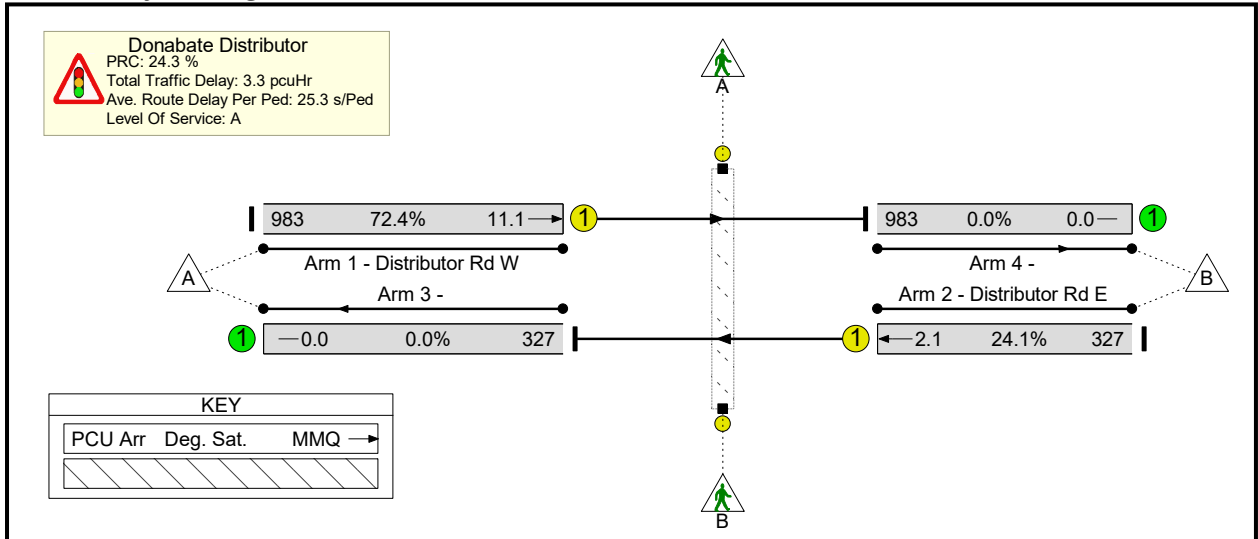 Donabate Distributor
PRC: 24.3 %
Total Traffic Delay: 3.3 pcuHr
Ave. Route Delay Per Ped: 25.3 s/Ped
Level Of Service: A
A
983 72.4% 11.1
1
983 0.0% 0.0
1
Arm 1 - Distributor Rd W
Arm 4 -
A
B
Arm 3 -
Arm 2 - Distributor Rd E
1
0.0 0.0% 327
1
2.1 24.1% 327
KEY
PCU Arr Deg. Sat. MMQ
B